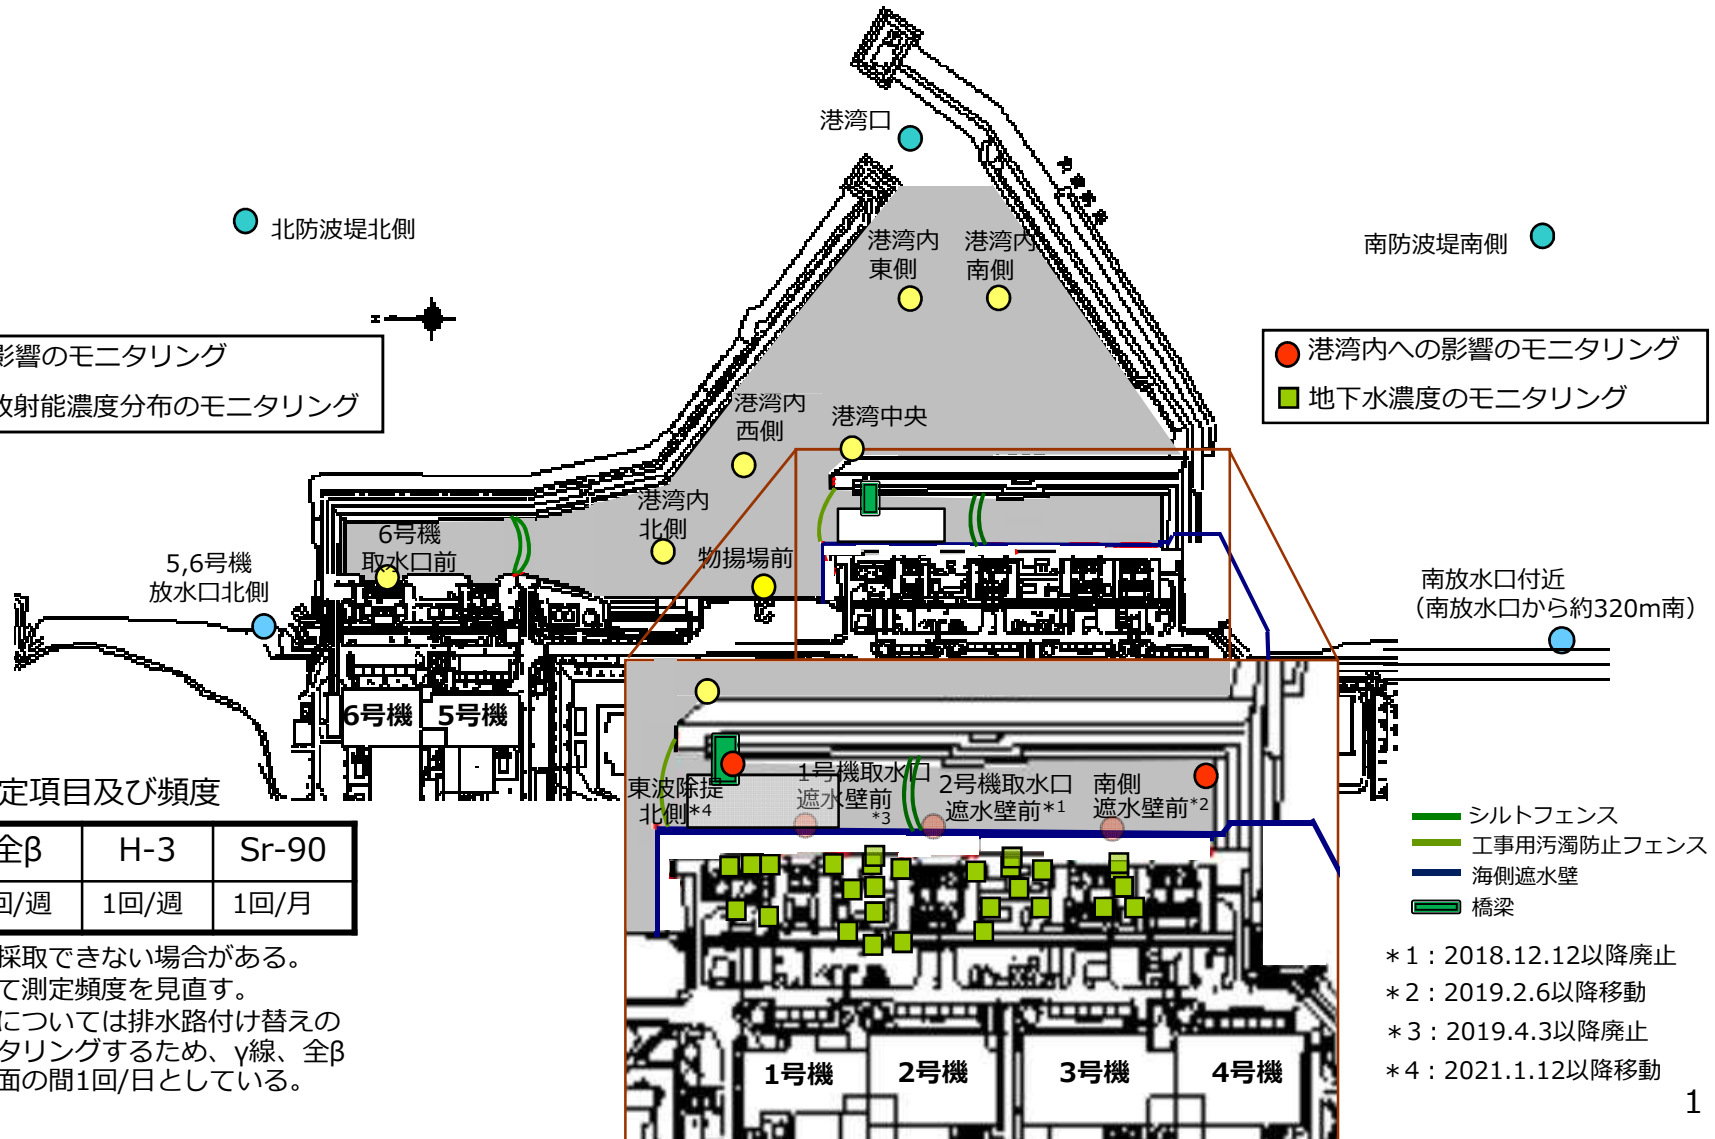 港湾口
北防波堤北側
南防波堤南側
港湾内
東側
港湾内
南側
影響のモニタリング
放射能濃度分布のモニタリング
港湾内への影響のモニタリング
地下水濃度のモニタリング
港湾内
西側
港湾中央
港湾内
北側
物揚場前
6号機
取水口前
5,6号機
放水口北側
南放水口付近
（南放水口から約320m南）
6号機
5号機
東波除堤
北側*4
1号機取水口
遮水壁前
*3
2号機取水口
遮水壁前*1
南側
遮水壁前*2
シルトフェンス
工事用汚濁防止フェンス
海側遮水壁
橋梁
定項目及び頻度
全β H-3 Sr-90
回/週 1回/週 1回/月
採取できない場合がある。
て測定頻度を見直す。
については排水路付け替えの
タリングするため、γ線、全β
面の間1回/日としている。
＊1：2018.12.12以降廃止
＊2：2019.2.6以降移動
＊3：2019.4.3以降廃止
＊4：2021.1.12以降移動
1号機
2号機
3号機
4号機
1